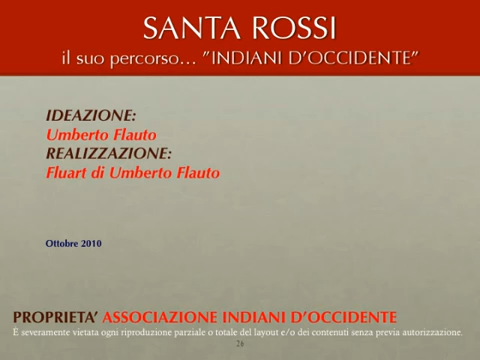 SANTA ROSSI
il suo percorso... "INDIANI D'OCCIDENTE"
IDEAZIONE:
Umberto Flauto
REALIZZAZIONE:
Fluart di Umberto Flauto
Ottobre 2010
PROPRIETA' ASSOCIAZIONE INDIANI D'OCCIDENTE
È severamente vietata ogni riproduzione parziale o totale del layout e/o dei contenuti senza previa autorizzazione.
26